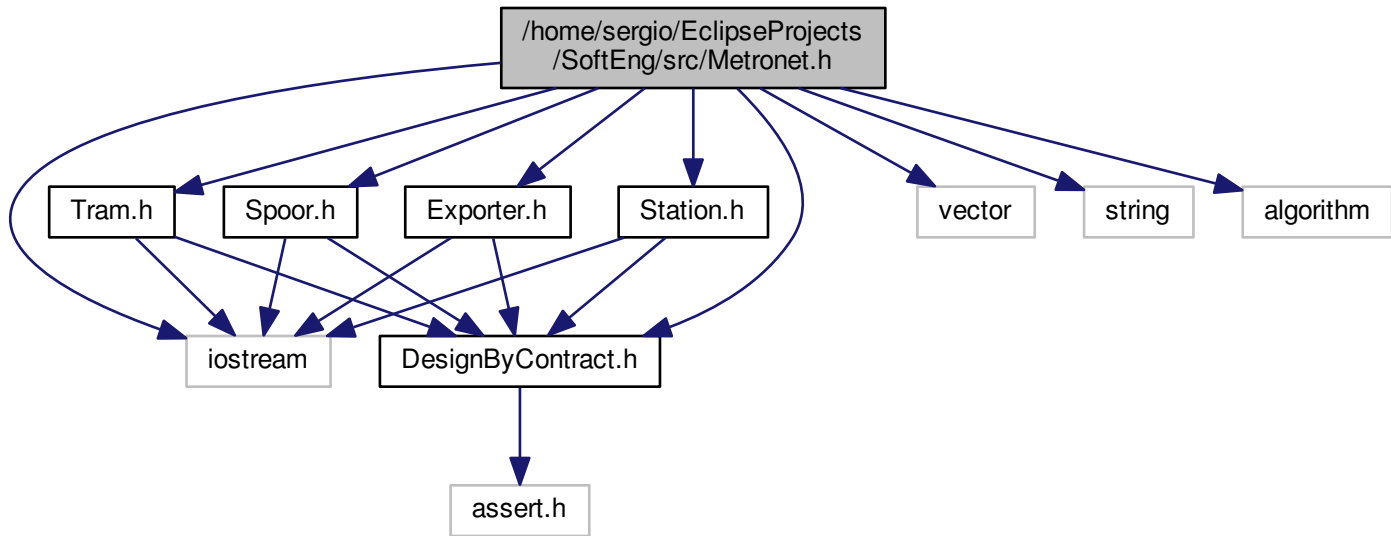 /home/sergio/EclipseProjects
/SoftEng/src/Metronet.h
Tram.h
Spoor.h
Exporter.h
Station.h
vector
string
algorithm
iostream
DesignByContract.h
assert.h